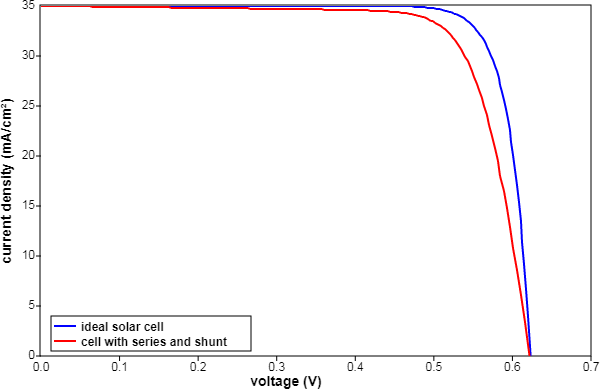 35
30
25
20
15
10
5
0
current density (mA/cm²)
ideal solar cell
cell with series and shunt
0.0 0.1 0.2 0.3 0.4 0.5 0.6 0.7
voltage (V)